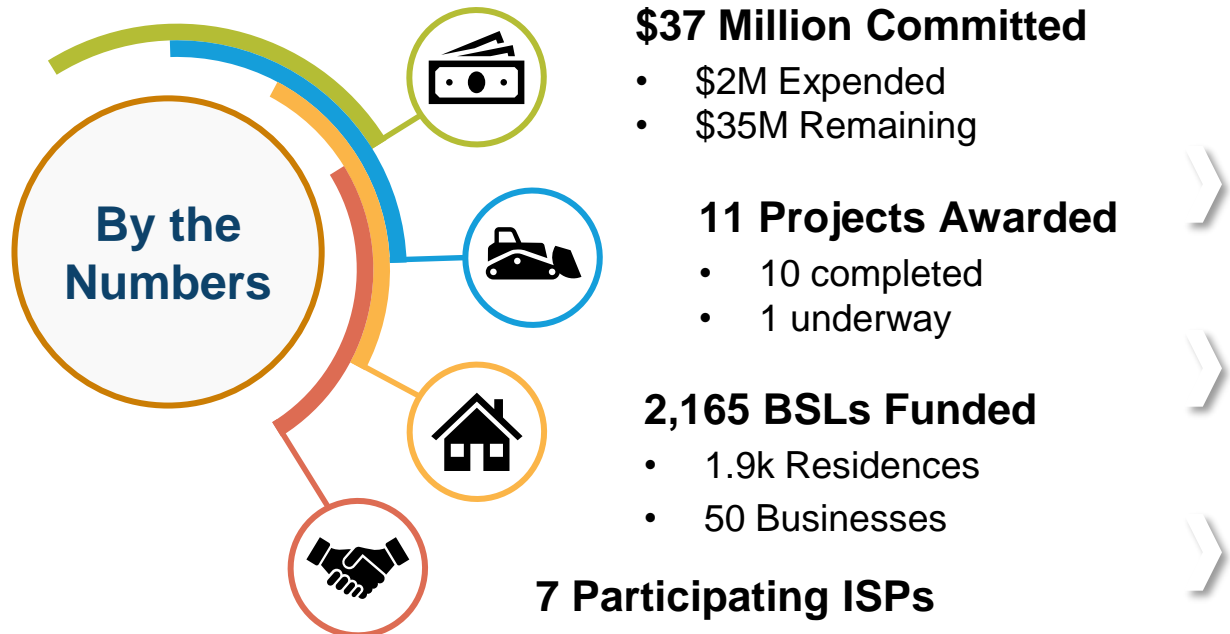 By the
Numbers
$37 Million Committed
• $2M Expended
• $35M Remaining
11 Projects Awarded
• 10 completed
• 1 underway
2,165 BSLs Funded
• 1.9k Residences
• 50 Businesses
7 Participating ISPs